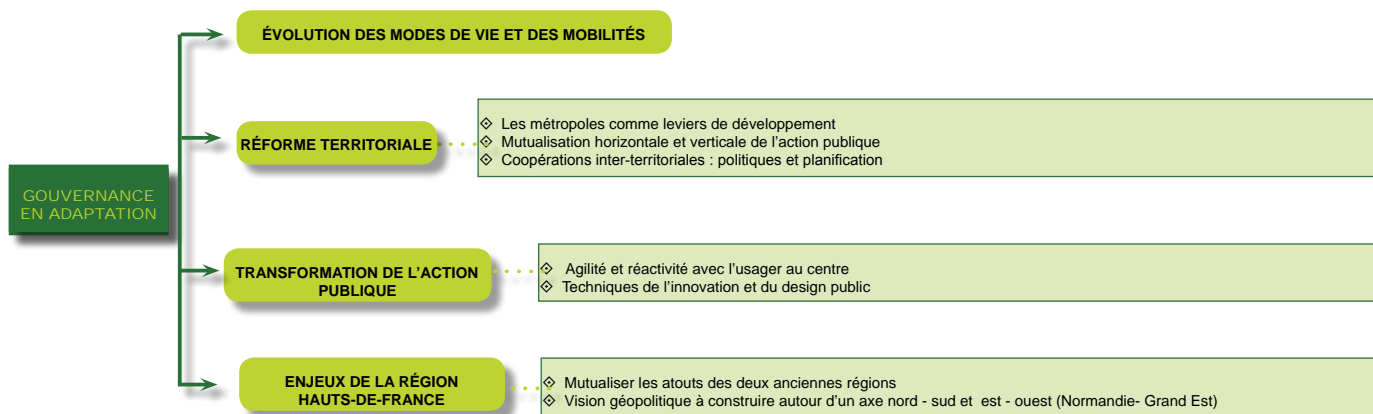 ÉVOLUTION DES MODES DE VIE ET DES MOBILITÉS
GOUVERNANCE
EN ADAPTATION
RÉFORME TERRITORIALE
Les métropoles comme leviers de développement
Mutualisation horizontale et verticale de l'action publique
Coopérations inter-territoriales : politiques et planification
TRANSFORMATION DE L'ACTION
PUBLIQUE
Agilité et réactivité avec l'usager au centre
Techniques de l'innovation et du design public
ENJEUX DE LA RÉGION
HAUTS-DE-FRANCE
Mutualiser les atouts des deux anciennes régions
Vision géopolitique à construire autour d'un axe nord - sud et est - ouest (Normandie- Grand Est)